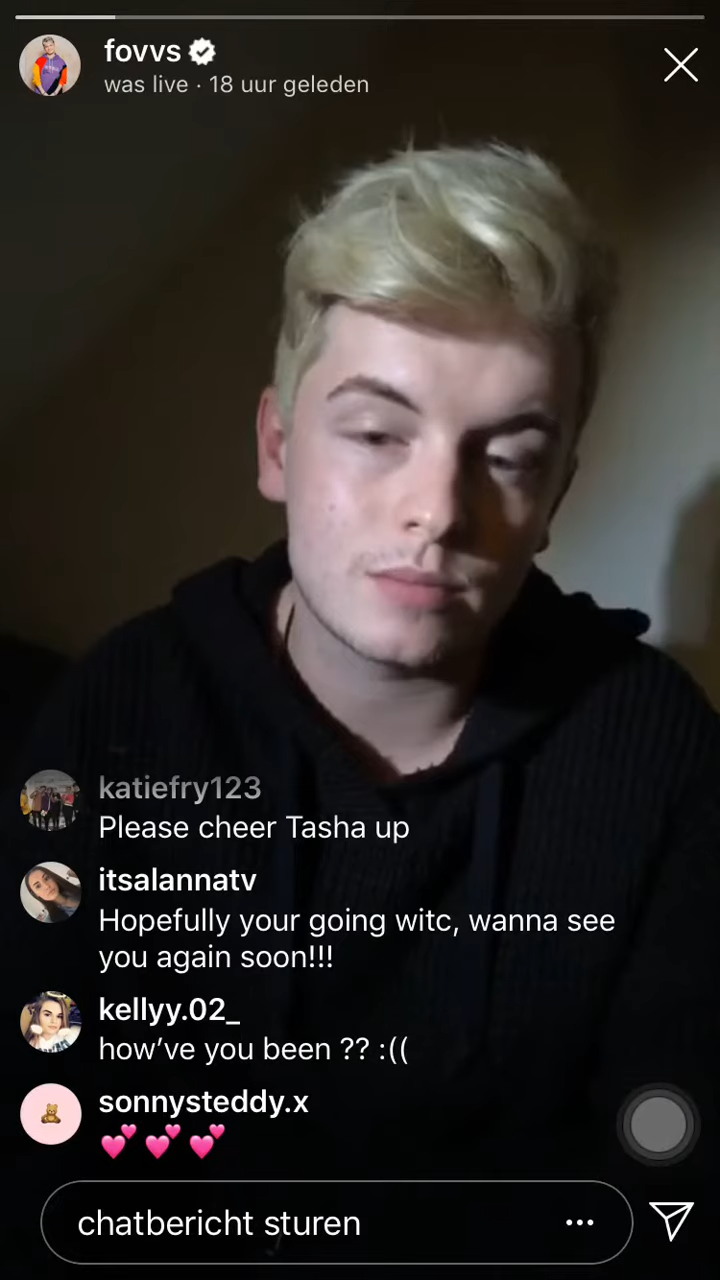 fovvs
was live · 18 uur geleden
katiefry123
Please cheer Tasha up
itsalannatv
Hopefully your going witc, wanna see
you again soon!!!
kellyy.02_
how’ve you been ?? :((
sonnysteddy.x
💕 💕 💕
chatbericht sturen